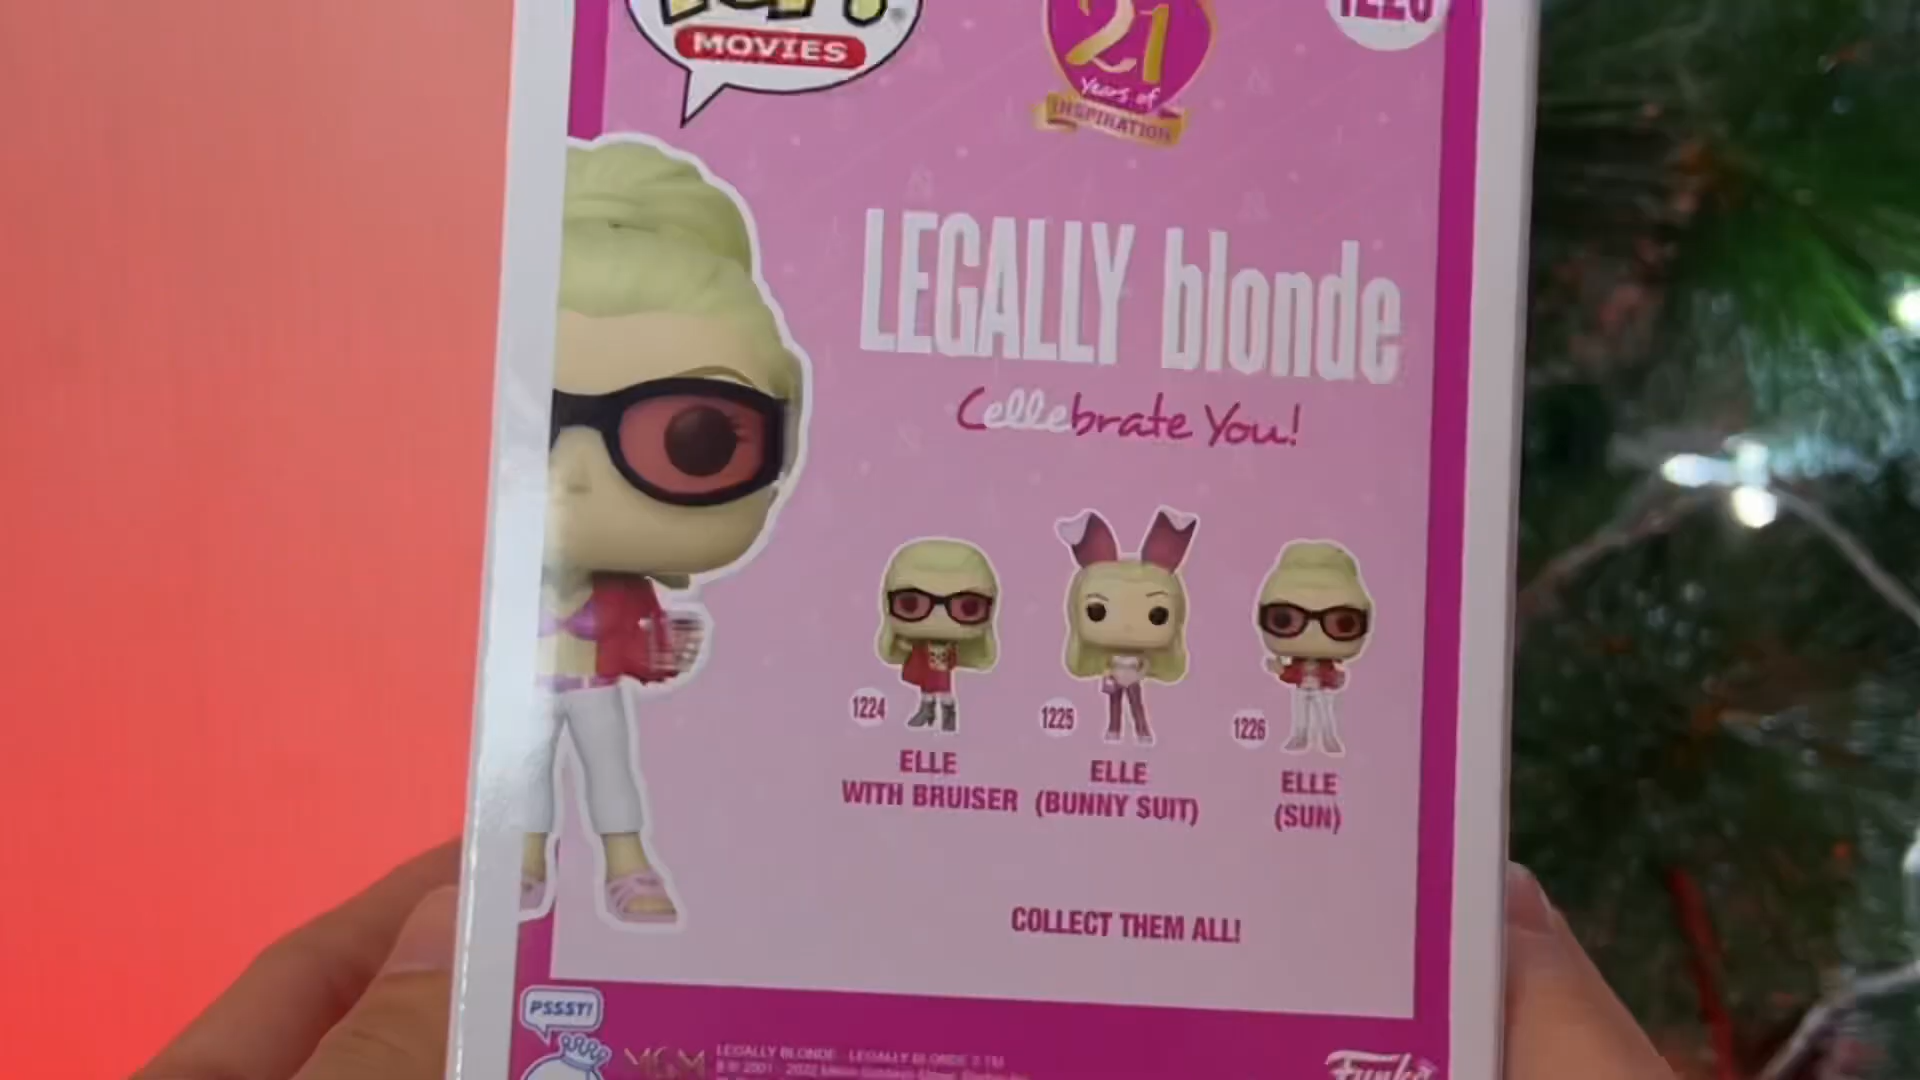 MOVIES
21
Years of
INSPIRATION
LEGALLY blonde
Cellebrate You!
1224
1225
1226
ELLE
WITH BRUISER
ELLE
(BUNNY SUIT)
ELLE
(SUN)
COLLECT THEM ALL!
PSSST!
MGM
LEGALLY BLONDE
Funko